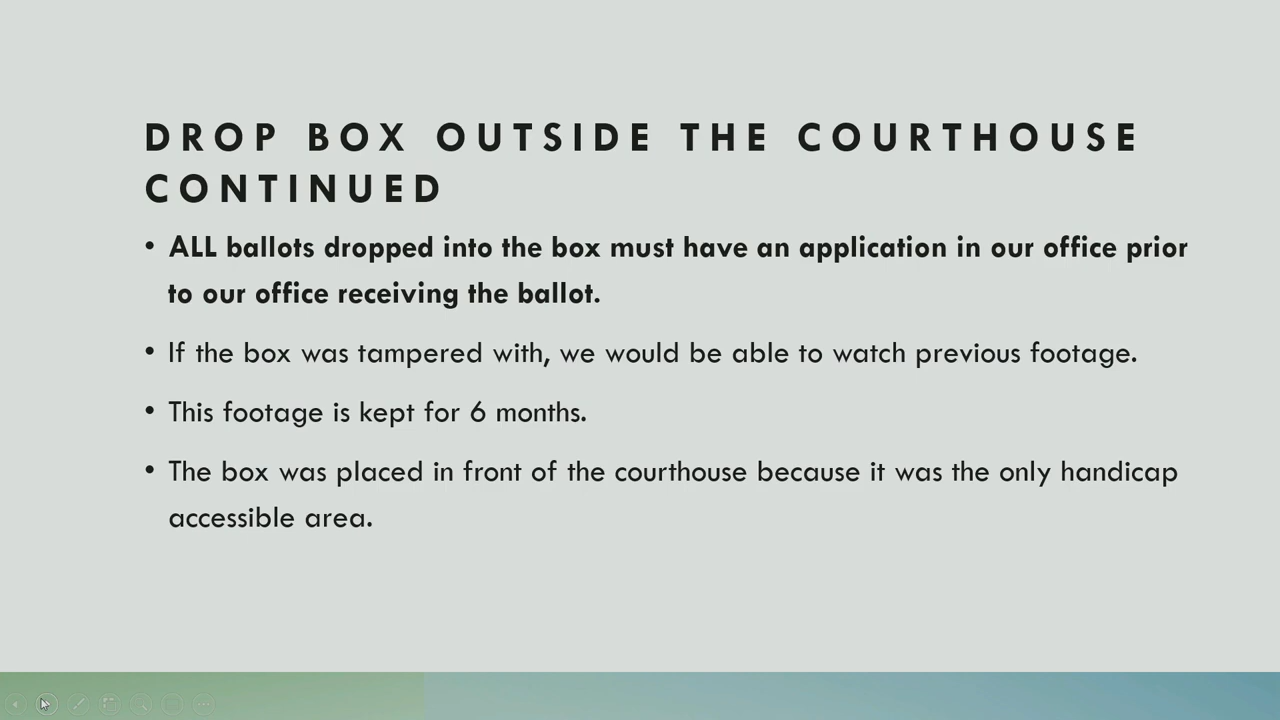 DROP BOX OUTSIDE THE COURTHOUSE
CONTINUED
• ALL ballots dropped into the box must have an application in our office prior
to our office receiving the ballot.
• If the box was tampered with, we would be able to watch previous footage.
• This footage is kept for 6 months.
• The box was placed in front of the courthouse because it was the only handicap
accessible area.